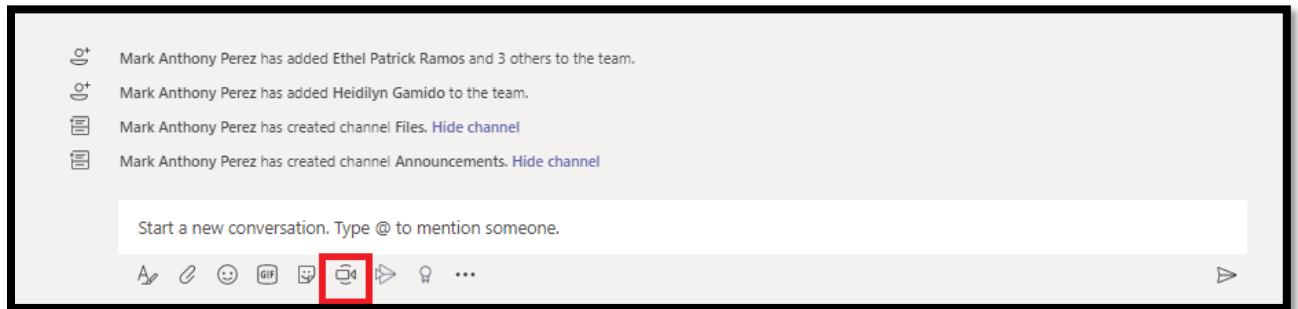 Mark Anthony Perez has added Ethel Patrick Ramos and 3 others to the team.
Mark Anthony Perez has added Heidilyn Gamido to the team.
Mark Anthony Perez has created channel Files. Hide channel
Mark Anthony Perez has created channel Announcements. Hide channel
Start a new conversation. Type @ to mention someone.
GIF